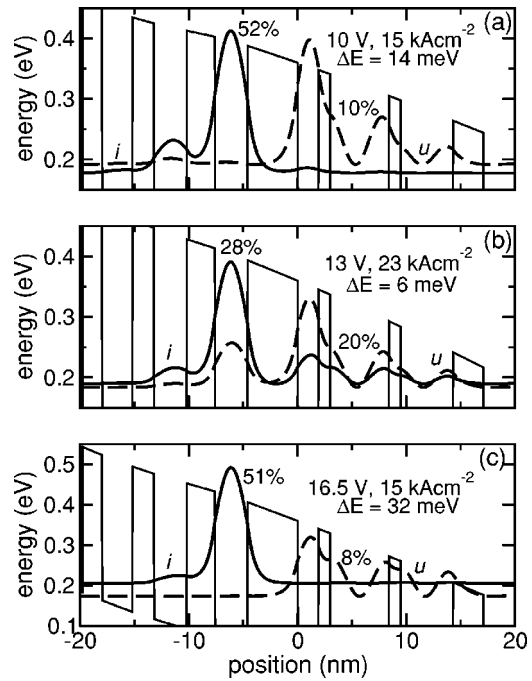 (a)
52%
10 V, 15 kAcm-2
ΔE = 14 meV
10%
i
u
0.4
0.3
0.2
energy (eV)
(b)
28%
13 V, 23 kAcm-2
ΔE = 6 meV
20%
i
u
0.4
0.3
0.2
energy (eV)
(c)
51%
16.5 V, 15 kAcm-2
ΔE = 32 meV
8%
i
u
0.5
0.4
0.3
0.2
0.1
energy (eV)
-20 -10 0 10 20
position (nm)